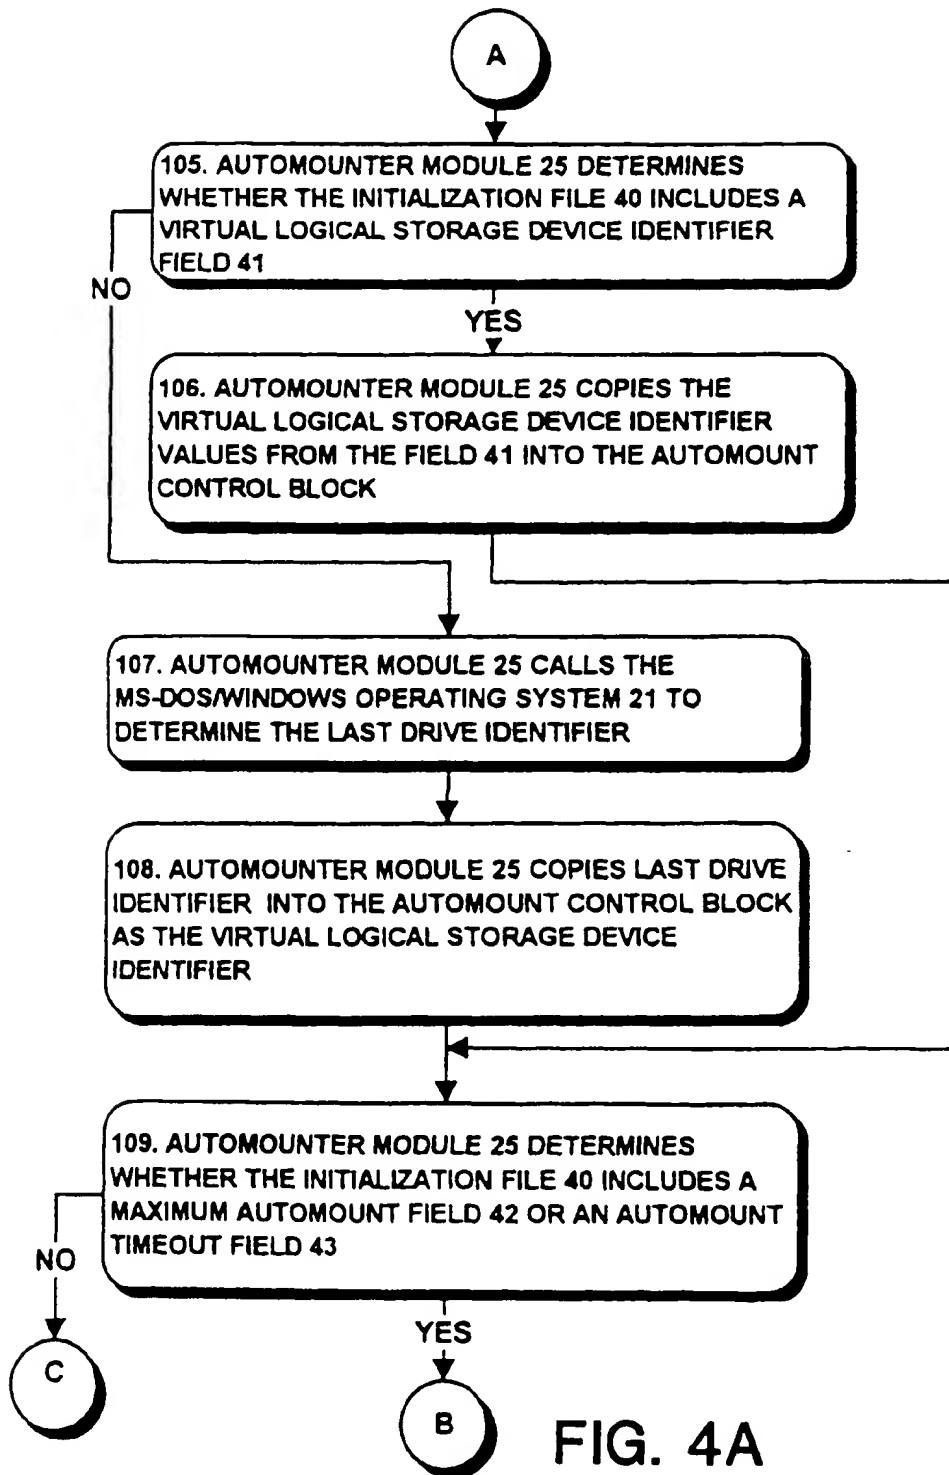 A
105. AUTOMOUNTER MODULE 25 DETERMINES
WHETHER THE INITIALIZATION FILE 40 INCLUDES A
VIRTUAL LOGICAL STORAGE DEVICE IDENTIFIER
FIELD 41
NO
YES
106. AUTOMOUNTER MODULE 25 COPIES THE
VIRTUAL LOGICAL STORAGE DEVICE IDENTIFIER
VALUES FROM THE FIELD 41 INTO THE AUTOMOUNT
CONTROL BLOCK
107. AUTOMOUNTER MODULE 25 CALLS THE
MS-DOS/WINDOWS OPERATING SYSTEM 21 TO
DETERMINE THE LAST DRIVE IDENTIFIER
108. AUTOMOUNTER MODULE 25 COPIES LAST DRIVE
IDENTIFIER INTO THE AUTOMOUNT CONTROL BLOCK
AS THE VIRTUAL LOGICAL STORAGE DEVICE
IDENTIFIER
109. AUTOMOUNTER MODULE 25 DETERMINES
WHETHER THE INITIALIZATION FILE 40 INCLUDES A
MAXIMUM AUTOMOUNT FIELD 42 OR AN AUTOMOUNT
TIMEOUT FIELD 43
NO
YES
C
B
FIG. 4A